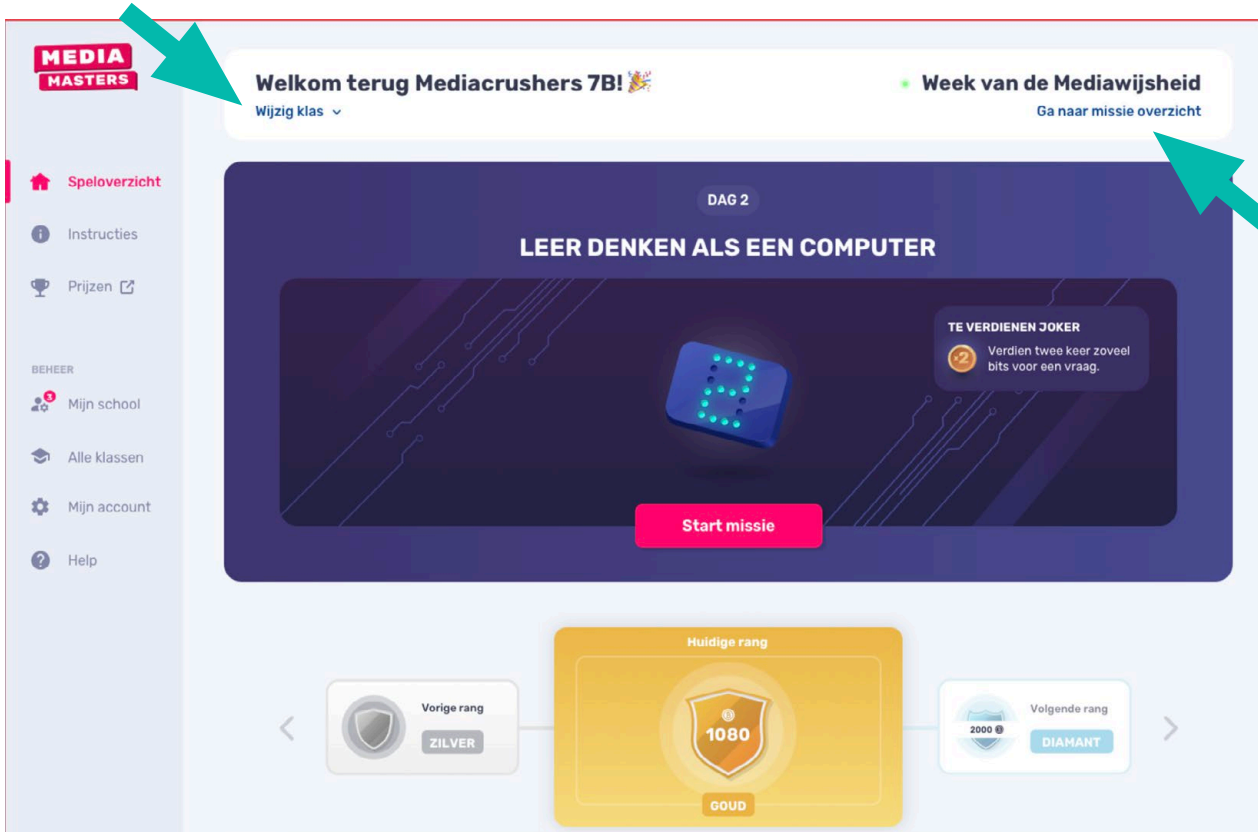 MEDIA
MASTERS
Welkom terug Mediacrushers 7B! 🎉
Wijzig klas
Week van de Mediawijsheid
Ga naar missie overzicht
Speloverzicht
Instructies
Prijzen
BEHEER
3
Mijn school
Alle klassen
Mijn account
Help
DAG 2
LEER DENKEN ALS EEN COMPUTER
TE VERDIENEN JOKER
×2
Verdien twee keer zoveel
bits voor een vraag.
Start missie
Vorige rang
ZILVER
Huidige rang
1080
GOUD
Volgende rang
2000
DIAMANT